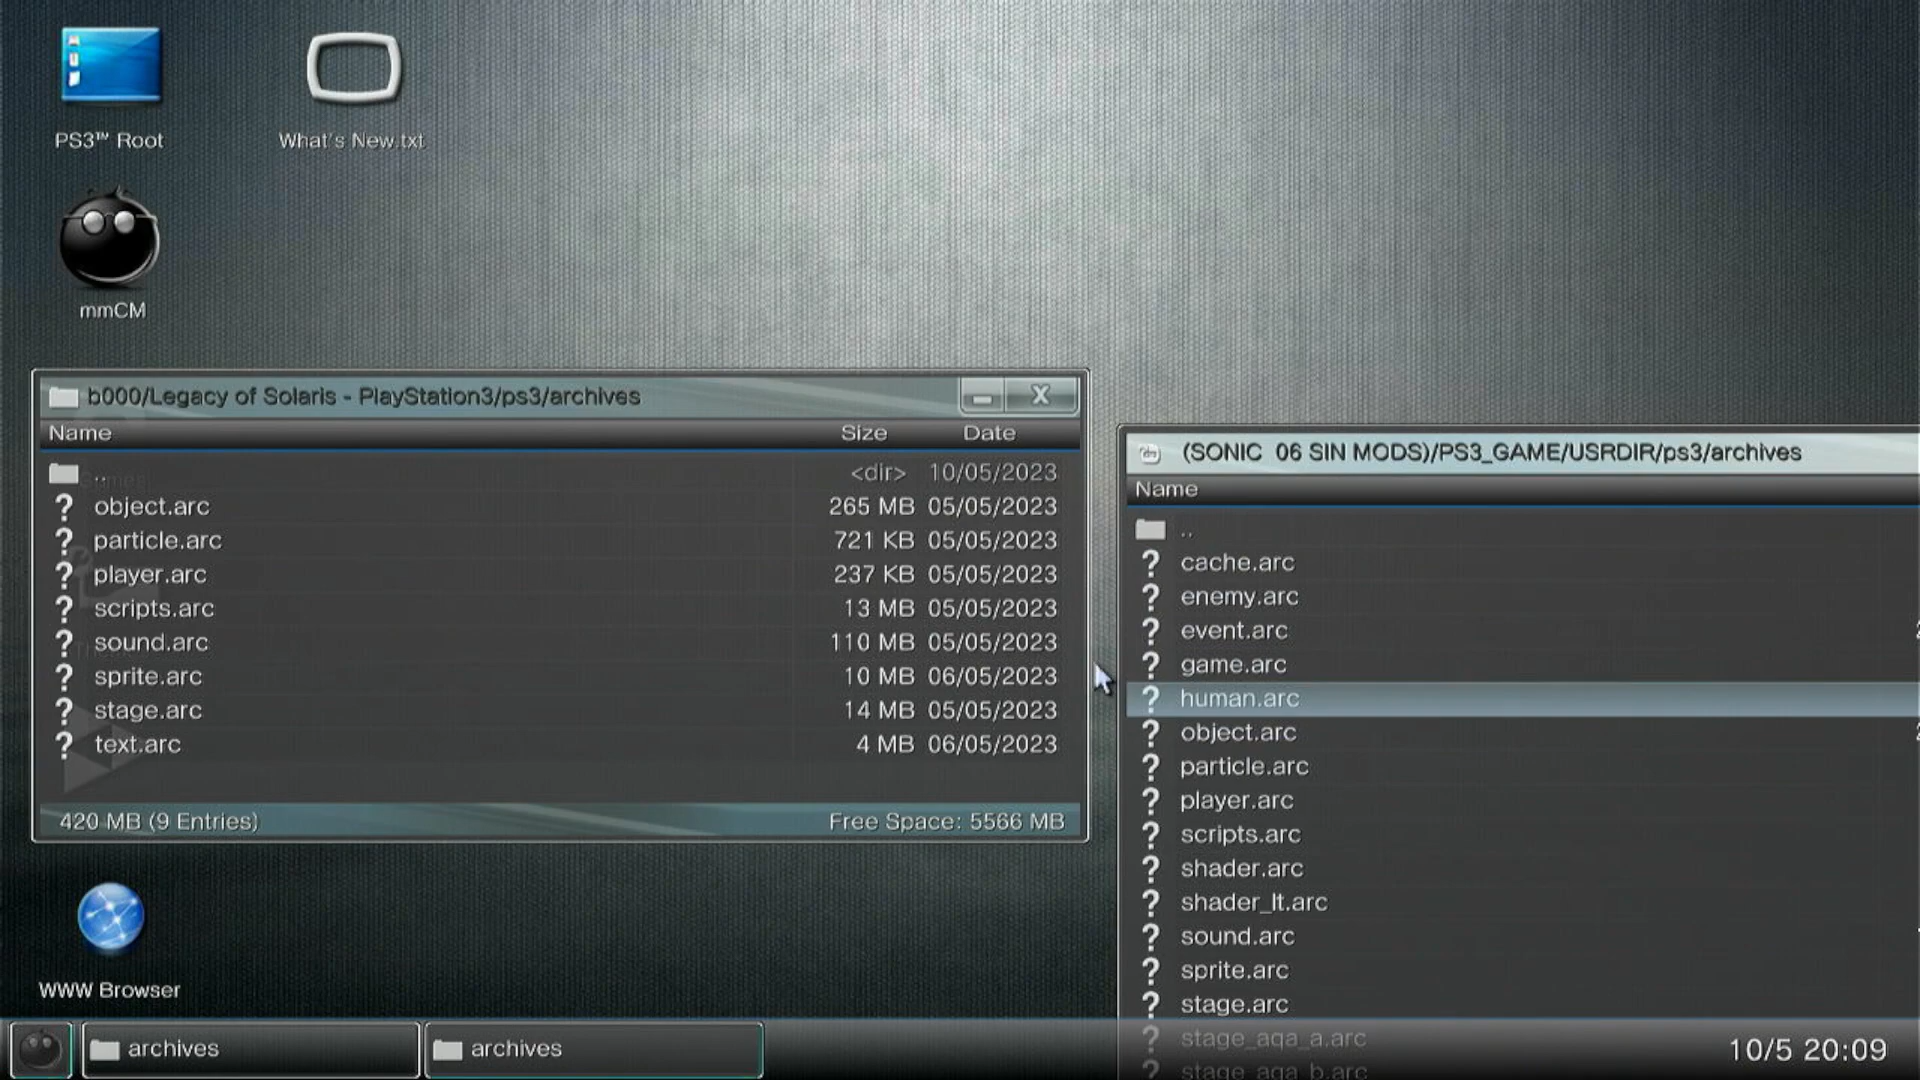 PS3™ Root
What's New.txt
mmCM
b000/Legacy of Solaris - PlayStation3/ps3/archives
X
Name Size Date
.. <dir> 10/05/2023
? object.arc 265 MB 05/05/2023
? particle.arc 721 KB 05/05/2023
? player.arc 237 KB 05/05/2023
? scripts.arc 13 MB 05/05/2023
? sound.arc 110 MB 05/05/2023
? sprite.arc 10 MB 06/05/2023
? stage.arc 14 MB 05/05/2023
? text.arc 4 MB 06/05/2023
420 MB (9 Entries) Free Space: 5566 MB
(SONIC 06 SIN MODS)/PS3_GAME/USRDIR/ps3/archives
Name
..
? cache.arc
? enemy.arc
? event.arc
? game.arc
? human.arc
? object.arc
? particle.arc
? player.arc
? scripts.arc
? shader.arc
? shader_lt.arc
? sound.arc
? sprite.arc
? stage.arc
? stage_aqa_a.arc
? stage_aqa_b.arc
WWW Browser
archives
archives
10/5 20:09